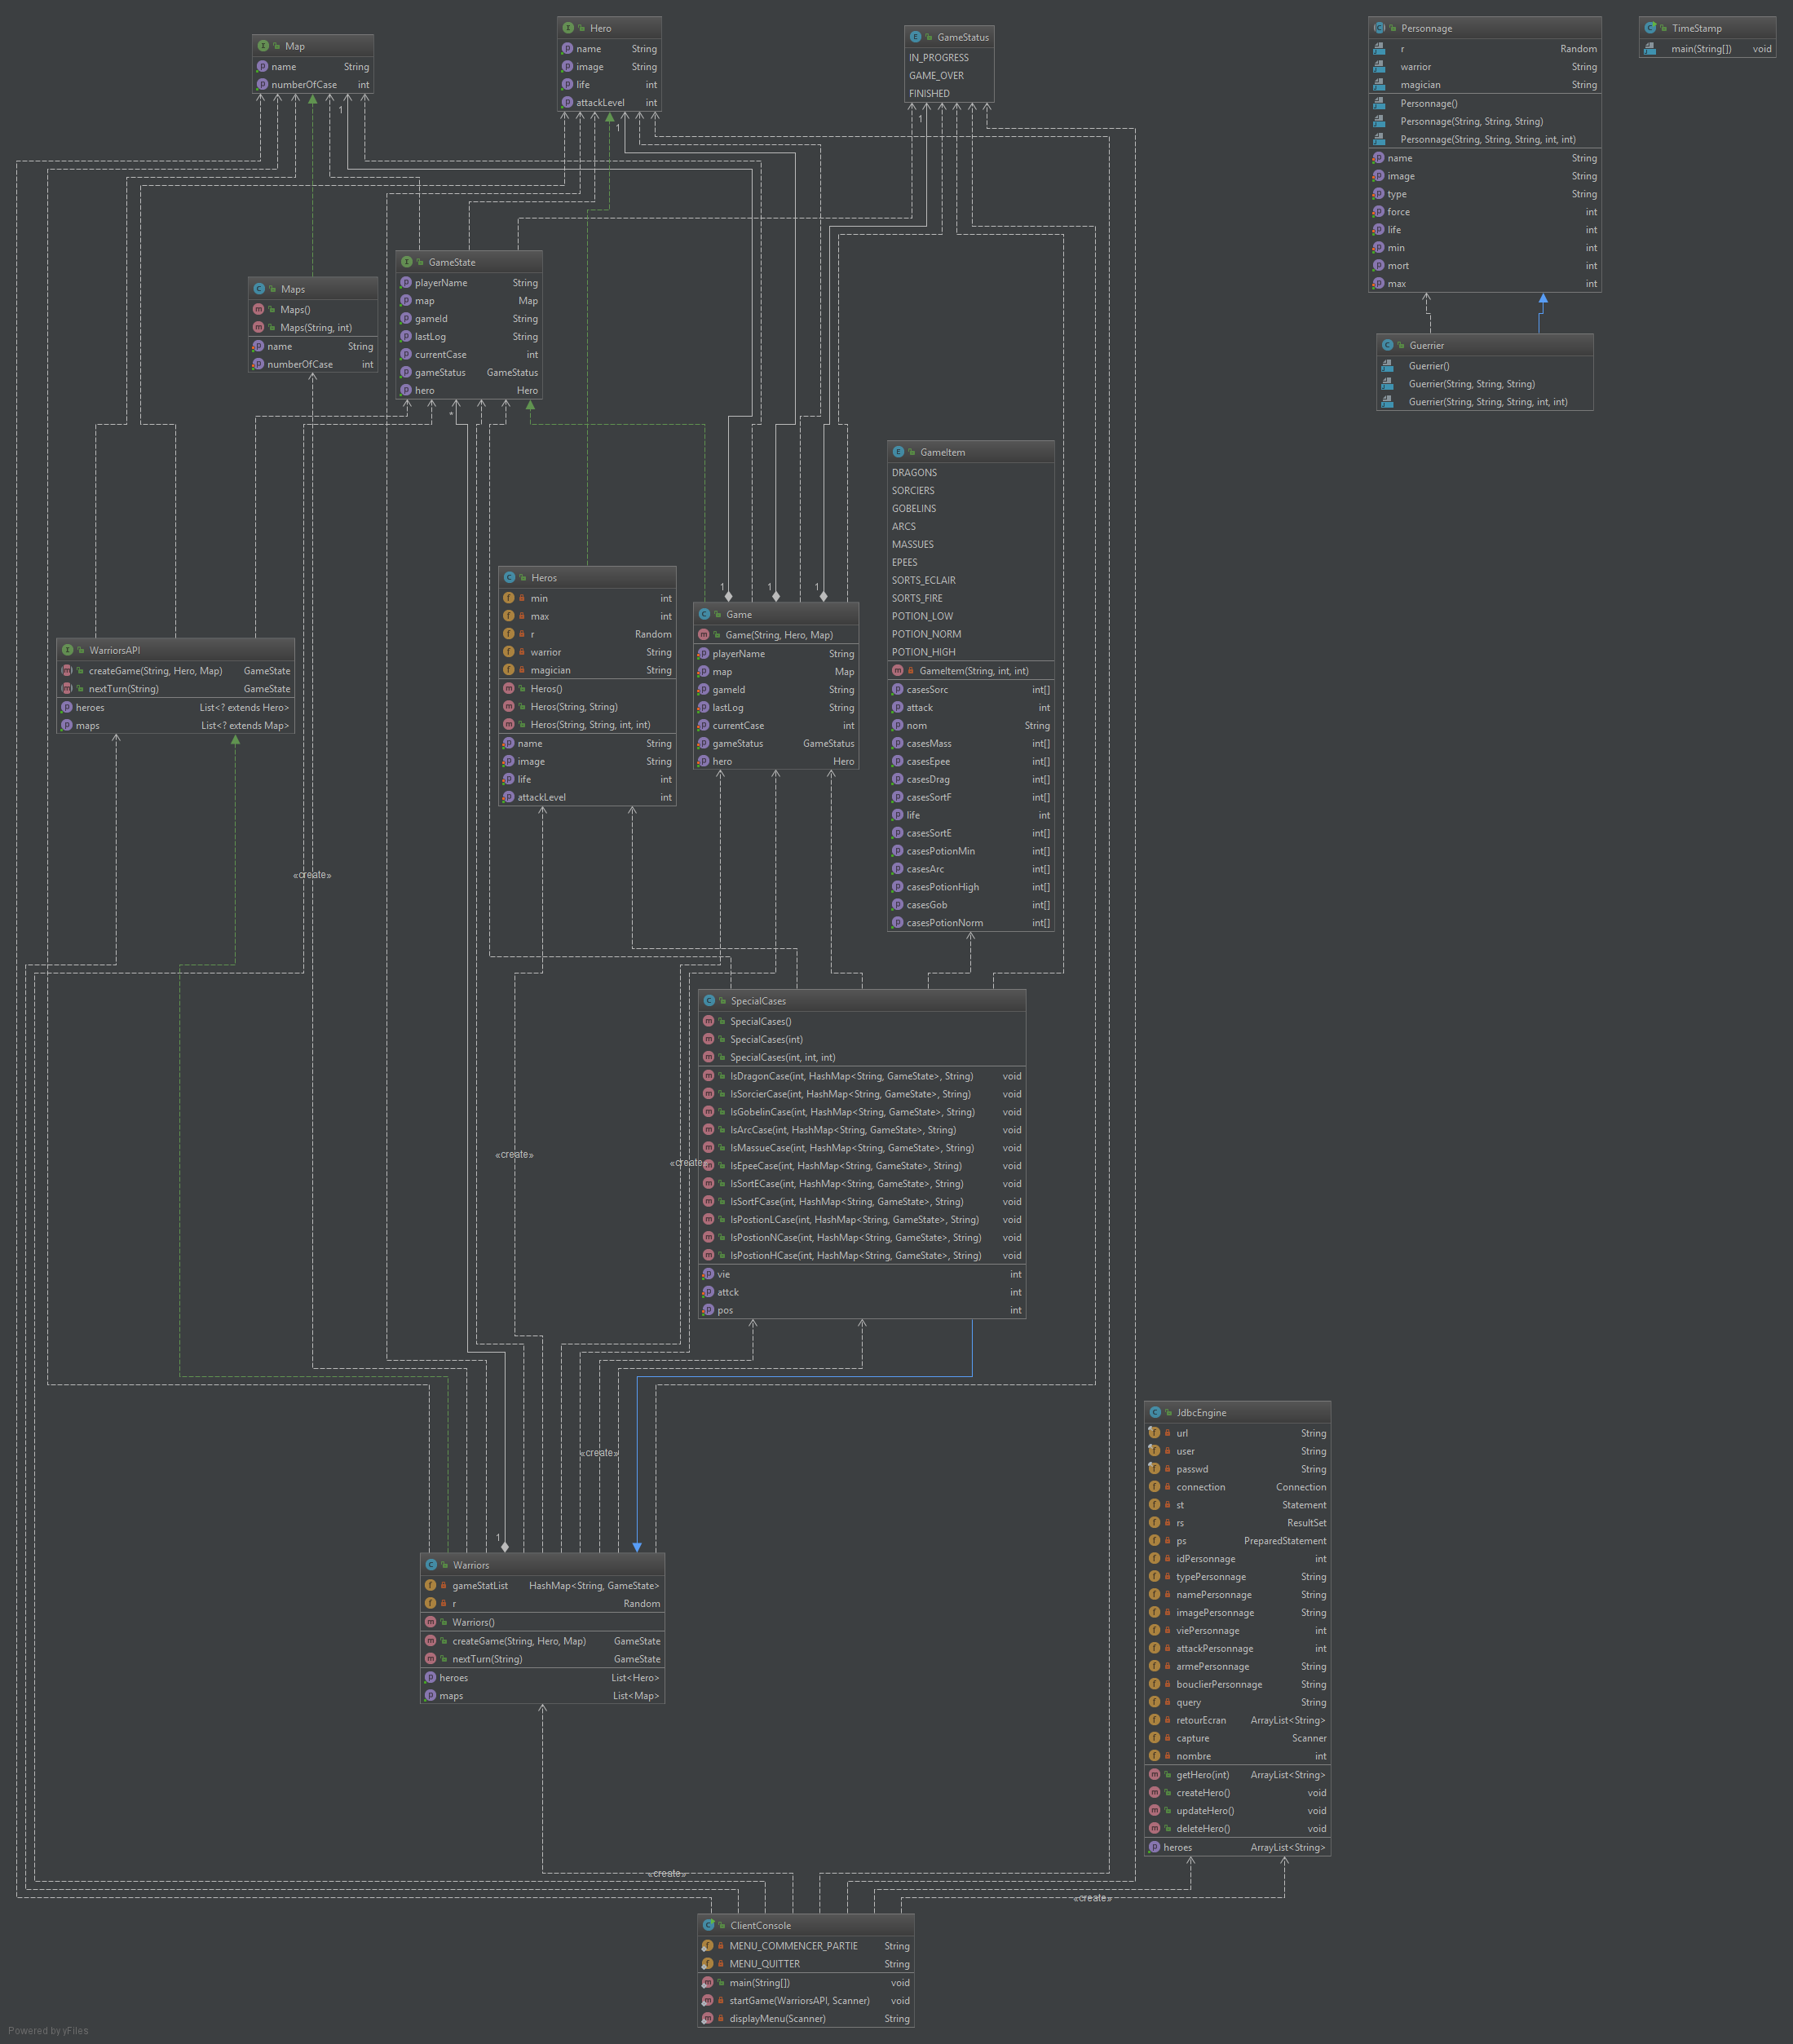 Map
name String
numberOfCase int
1
Hero
name String
image String
life int
attackLevel int
1
GameStatus
IN_PROGRESS
GAME_OVER
FINISHED
1
Personnage
r Random
warrior String
magician String
Personnage()
Personnage(String, String, String)
Personnage(String, String, String, int, int)
name String
image String
type String
force int
life int
min int
mort int
max int
TimeStamp
main(String[]) void
Maps
Maps()
Maps(String, int)
name String
numberOfCase int
GameState
playerName String
map Map
gameId String
lastLog String
currentCase int
gameStatus GameStatus
hero Hero
*
Guerrier
Guerrier()
Guerrier(String, String, String)
Guerrier(String, String, String, int, int)
GameItem
DRAGONS
SORCIERS
GOBELINS
ARCS
MASSUES
EPEES
SORTS_ECLAIR
SORTS_FIRE
POTION_LOW
POTION_NORM
POTION_HIGH
GameItem(String, int, int)
casesSorc int[]
attack int
nom String
casesMass int[]
casesEpee int[]
casesDrag int[]
casesSortF int[]
life int
casesSortE int[]
casesPotionMin int[]
casesArc int[]
casesPotionHigh int[]
casesGob int[]
casesPotionNorm int[]
Heros
min int
max int
r Random
warrior String
magician String
Heros()
Heros(String, String)
Heros(String, String, int, int)
name String
image String
life int
attackLevel int
1 1 1
Game
Game(String, Hero, Map)
playerName String
map Map
gameId String
lastLog String
currentCase int
gameStatus GameStatus
hero Hero
WarriorsAPI
createGame(String, Hero, Map) GameState
nextTurn(String) GameState
heroes List<? extends Hero>
maps List<? extends Map>
«create»
SpecialCases
SpecialCases()
SpecialCases(int)
SpecialCases(int, int, int)
IsDragonCase(int, HashMap<String, GameState>, String) void
IsSorcierCase(int, HashMap<String, GameState>, String) void
IsGobelinCase(int, HashMap<String, GameState>, String) void
IsArcCase(int, HashMap<String, GameState>, String) void
IsMassueCase(int, HashMap<String, GameState>, String) void
IsEpeeCase(int, HashMap<String, GameState>, String) void
IsSortECase(int, HashMap<String, GameState>, String) void
IsSortFCase(int, HashMap<String, GameState>, String) void
IsPostionLCase(int, HashMap<String, GameState>, String) void
IsPostionNCase(int, HashMap<String, GameState>, String) void
IsPostionHCase(int, HashMap<String, GameState>, String) void
vie int
attck int
pos int
«create»
«create»
«create»
1
Warriors
gameStatList HashMap<String, GameState>
r Random
Warriors()
createGame(String, Hero, Map) GameState
nextTurn(String) GameState
heroes List<Hero>
maps List<Map>
JdbcEngine
url String
user String
passwd String
connection Connection
st Statement
rs ResultSet
ps PreparedStatement
idPersonnage int
typePersonnage String
namePersonnage String
imagePersonnage String
viePersonnage int
attackPersonnage int
armePersonnage String
bouclierPersonnage String
query String
retourEcran ArrayList<String>
capture Scanner
nombre int
getHero(int) ArrayList<String>
createHero() void
updateHero() void
deleteHero() void
heroes ArrayList<String>
«create»
«create»
ClientConsole
MENU_COMMENCER_PARTIE String
MENU_QUITTER String
main(String[]) void
startGame(WarriorsAPI, Scanner) void
displayMenu(Scanner) String
Powered by yFiles